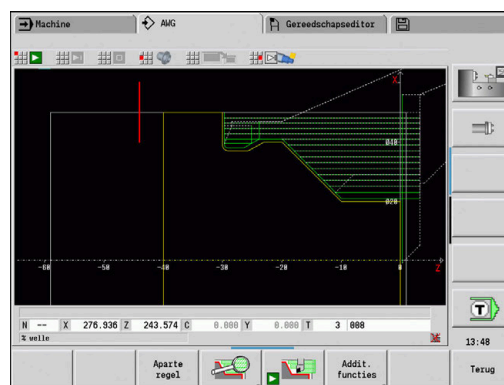 Machine
AWG
Gereedschapseditor
X
Ø40
Ø20
-60 -50 -40 -30 -20 -10 0 Z
N -- X 276.936 Z 243.574 C 0.000 Y 0.000 T 3 |000
% welle
T
13:48
Aparte regel
Addit. functies
Terug